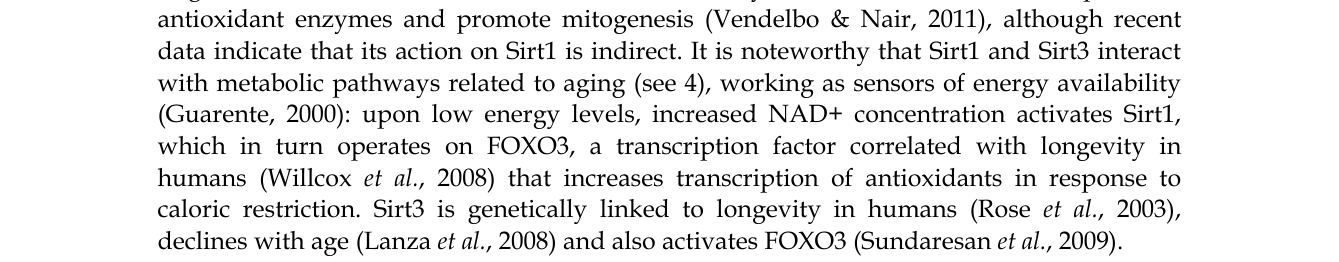 antioxidant enzymes and promote mitogenesis (Vendelbo & Nair, 2011), although recent
data indicate that its action on Sirt1 is indirect. It is noteworthy that Sirt1 and Sirt3 interact
with metabolic pathways related to aging (see 4), working as sensors of energy availability
(Guarente, 2000): upon low energy levels, increased NAD+ concentration activates Sirt1,
which in turn operates on FOXO3, a transcription factor correlated with longevity in
humans (Willcox et al., 2008) that increases transcription of antioxidants in response to
caloric restriction. Sirt3 is genetically linked to longevity in humans (Rose et al., 2003),
declines with age (Lanza et al., 2008) and also activates FOXO3 (Sundaresan et al., 2009).